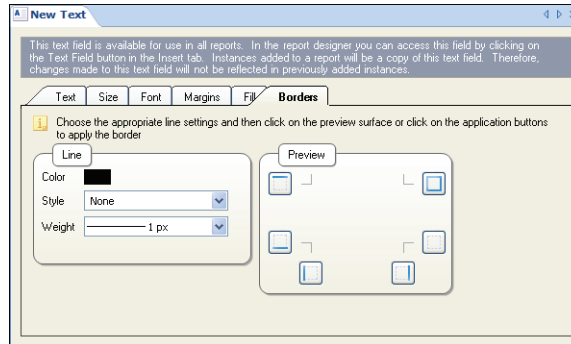 New Text
This text field is available for use in all reports. In the report designer you can access this field by clicking on
the Text Field button in the Insert tab. Instances added to a report will be a copy of this text field. Therefore,
changes made to this text field will not be reflected in previously added instances.
Text Size Font Margins Fill Borders
Choose the appropriate line settings and then click on the preview surface or click on the application buttons
to apply the border
Line Preview
Color
Style None
Weight 1 px